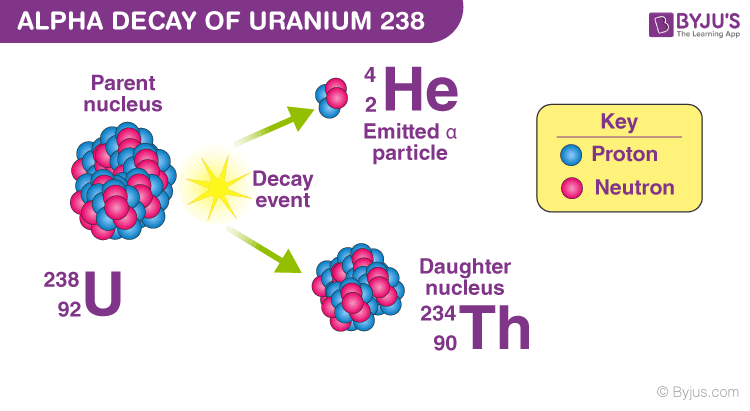 ALPHA DECAY OF URANIUM 238
BYJU'S
The Learning App
Parent
nucleus
4
2
He
Emitted α
particle
Key
Proton
Neutron
Decay
event
238
92
U
Daughter
nucleus
234
90
Th
© Byjus.com